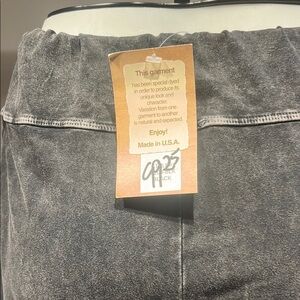 This garment
has been special dyed
in order to produce its
unique look and
character.
Variation from one
garment to another
is natural and expected.
Enjoy!
Made in U.S.A.
BLACK